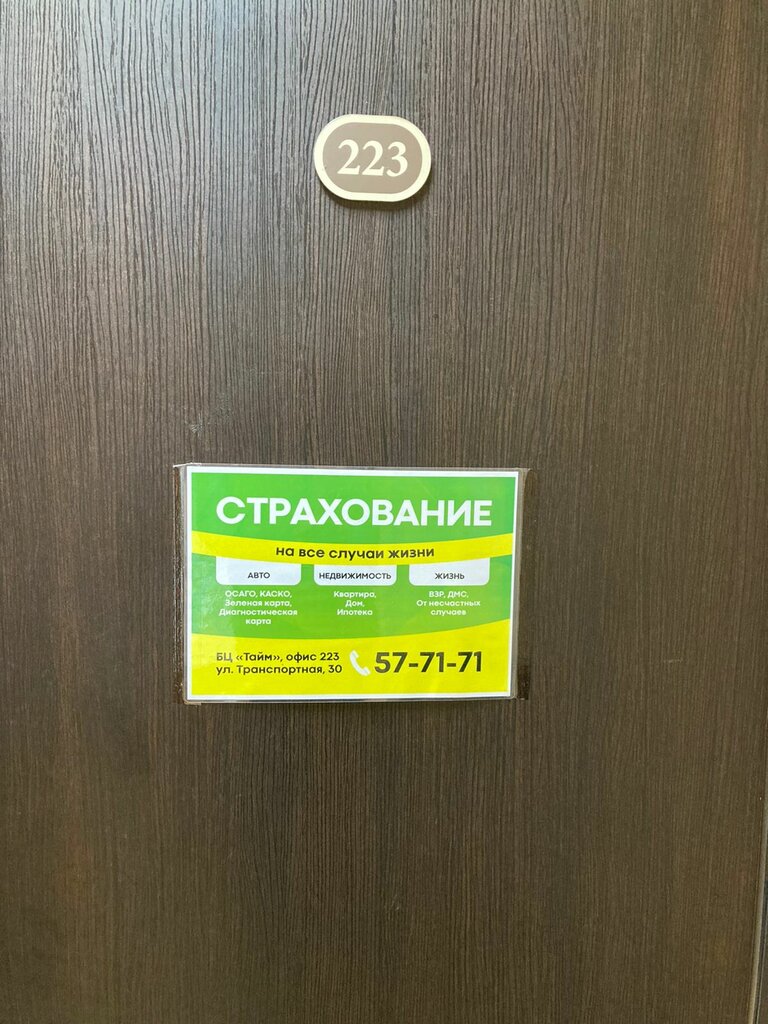 223
СТРАХОВАНИЕ
на все случаи жизни
АВТО
ОСАГО, КАСКО,
Зеленая карта,
Диагностическая
карта
НЕДВИЖИМОСТЬ
Квартира,
Дом,
Ипотека
ЖИЗНЬ
ВЗР, ДМС,
От несчастных
случаев
БЦ «Тайм», офис 223
ул. Транспортная, 30
57-71-71